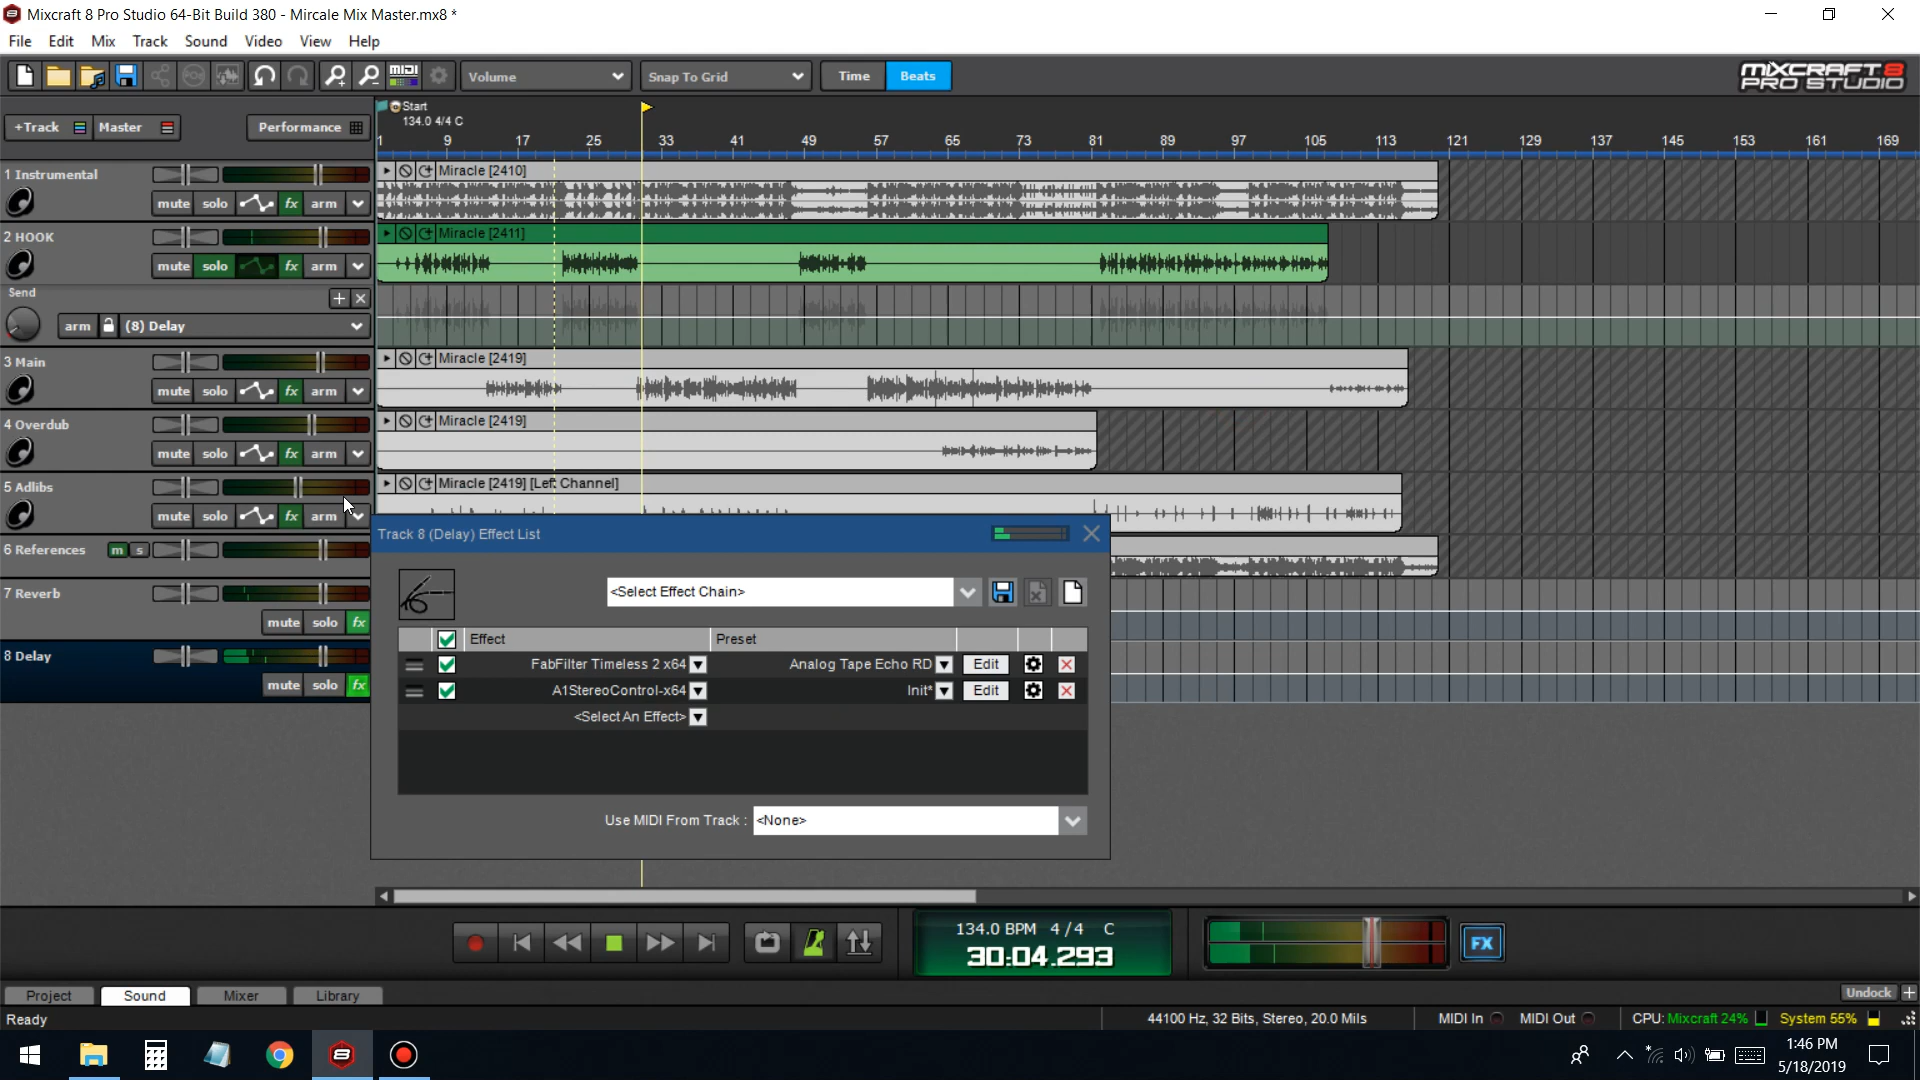 Mixcraft 8 Pro Studio 64-Bit Build 380 - Mircale Mix Master.mx8 *
File Edit Mix Track Sound Video View Help
MIDI Volume Snap To Grid Time Beats MIXCRAFT 8
PRO STUDIO
Start
134.0 4/4 C
+Track Master Performance
1 9 17 25 33 41 49 57 65 73 81 89 97 105 113 121 129 137 145 153 161 169
1 Instrumental
mute solo fx arm
Miracle [2410]
2 HOOK
mute solo fx arm
Miracle [2411]
Send
arm (8) Delay
3 Main
mute solo fx arm
Miracle [2419]
4 Overdub
mute solo fx arm
Miracle [2419]
5 Adlibs
mute solo fx arm
Miracle [2419] [Left Channel]
6 References m s
7 Reverb
mute solo fx
8 Delay
mute solo fx
Track 8 (Delay) Effect List
<Select Effect Chain>
Effect Preset
FabFilter Timeless 2 x64 Analog Tape Echo RD Edit
A1StereoControl-x64 Init* Edit
<Select An Effect>
Use MIDI From Track : <None>
134.0 BPM 4/4 C
30:04.293
FX
Project Sound Mixer Library Undock +
Ready 44100 Hz, 32 Bits, Stereo, 20.0 Mils MIDI In MIDI Out CPU: Mixcraft 24% System 55%
8
1:46 PM
5/18/2019